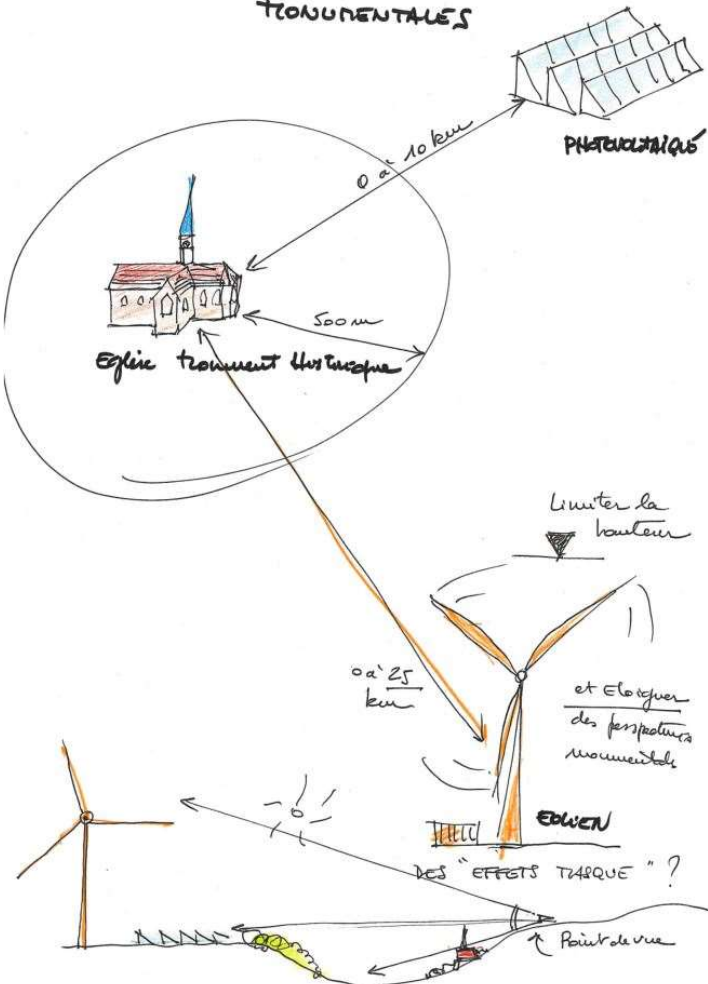 MONUMENTALES
0 à 10 km
PHOTOVOLTAÏQUE
500 m
Eglise Monument Historique
Limiter la
hauteur
0 à 25
km
et Eloigner
des perspectives
monumentales
EOLIEN
DES "EFFETS MASQUE" ?
Point de vue